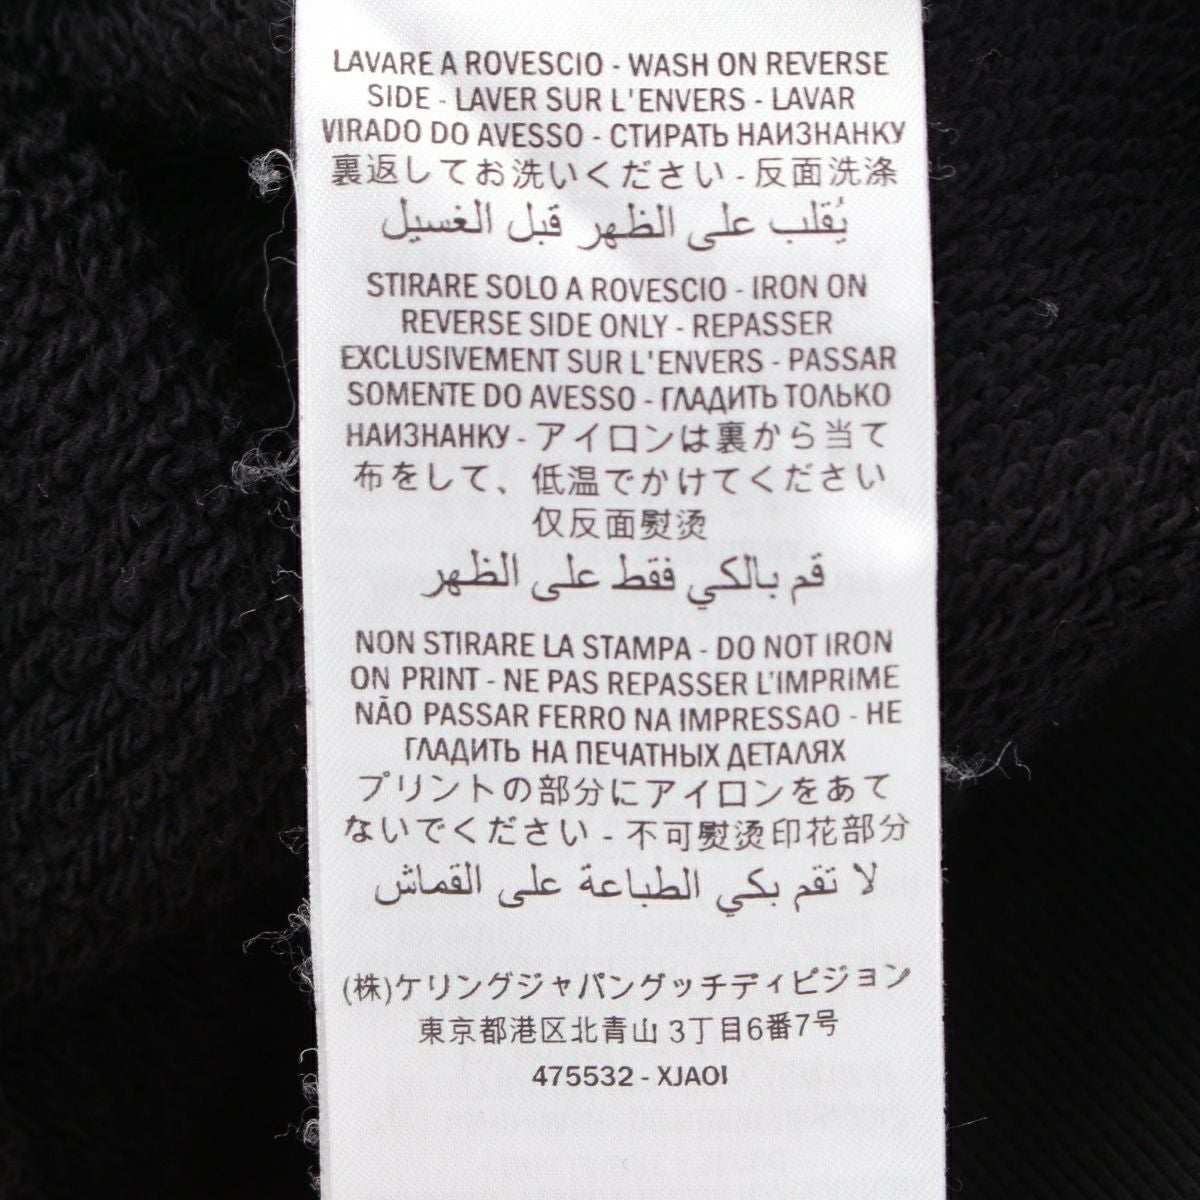 LAVARE A ROVESCIO - WASH ON REVERSE
SIDE - LAVER SUR L'ENVERS - LAVAR
VIRADO DO AVESSO - СТИРАТЬ НАИЗНАНКУ
裏返してお洗いください - 反面洗涤
يُقلب على الظهر قبل الغسيل
STIRARE SOLO A ROVESCIO - IRON ON
REVERSE SIDE ONLY - REPASSER
EXCLUSIVEMENT SUR L'ENVERS - PASSAR
SOMENTE DO AVESSO - ГЛАДИТЬ ТОЛЬКО
НАИЗНАНКУ - アイロンは裏から当て
布をして、低温でかけてください
仅反面熨烫
قم بالكي فقط على الظهر
NON STIRARE LA STAMPA - DO NOT IRON
ON PRINT - NE PAS REPASSER L'IMPRIME
NÃO PASSAR FERRO NA IMPRESSAO - НЕ
ГЛАДИТЬ НА ПЕЧАТНЫХ ДЕТАЛЯХ
プリントの部分にアイロンをあて
ないでください - 不可熨烫印花部分
لا تقم بكي الطباعة على القماش
(株)ケリングジャパングッチディビジョン
東京都港区北青山 3丁目6番7号
475532 - XJAOI